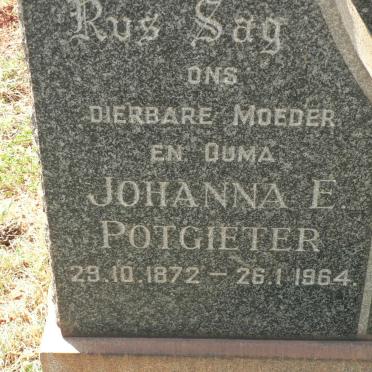 Rus Sag
ONS
DIERBARE MOEDER
EN OUMA
JOHANNA E.
POTGIETER
29.10.1872 – 26.1.1964.